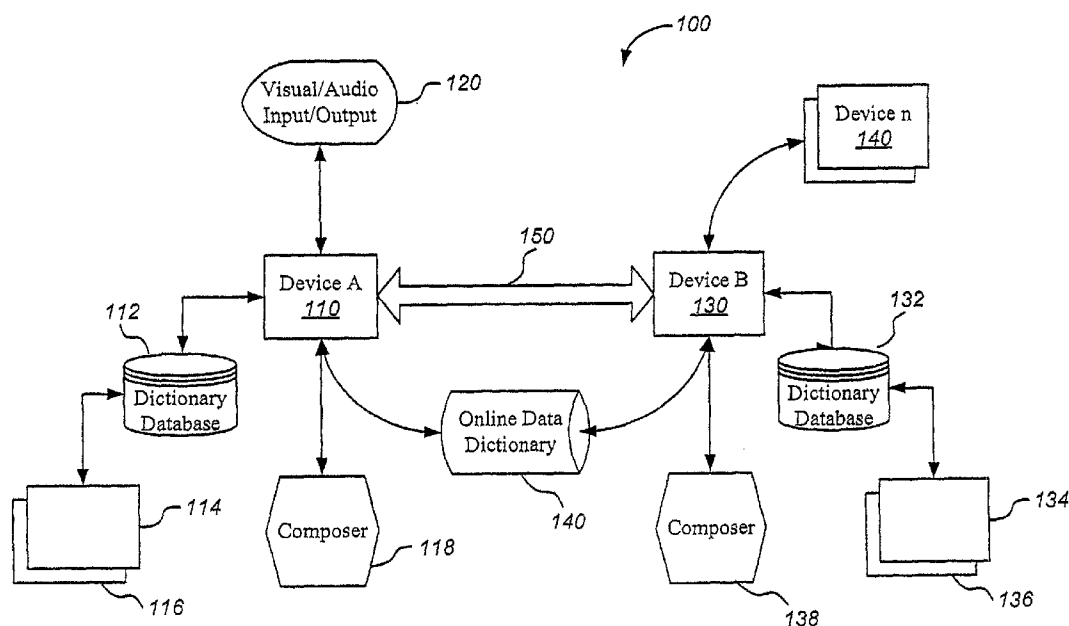 100
Visual/Audio
Input/Output
120
Device n
140
150
Device A
110
Device B
130
112
132
Dictionary
Database
Online Data
Dictionary
Dictionary
Database
114
Composer
118
140
Composer
134
116
138
136